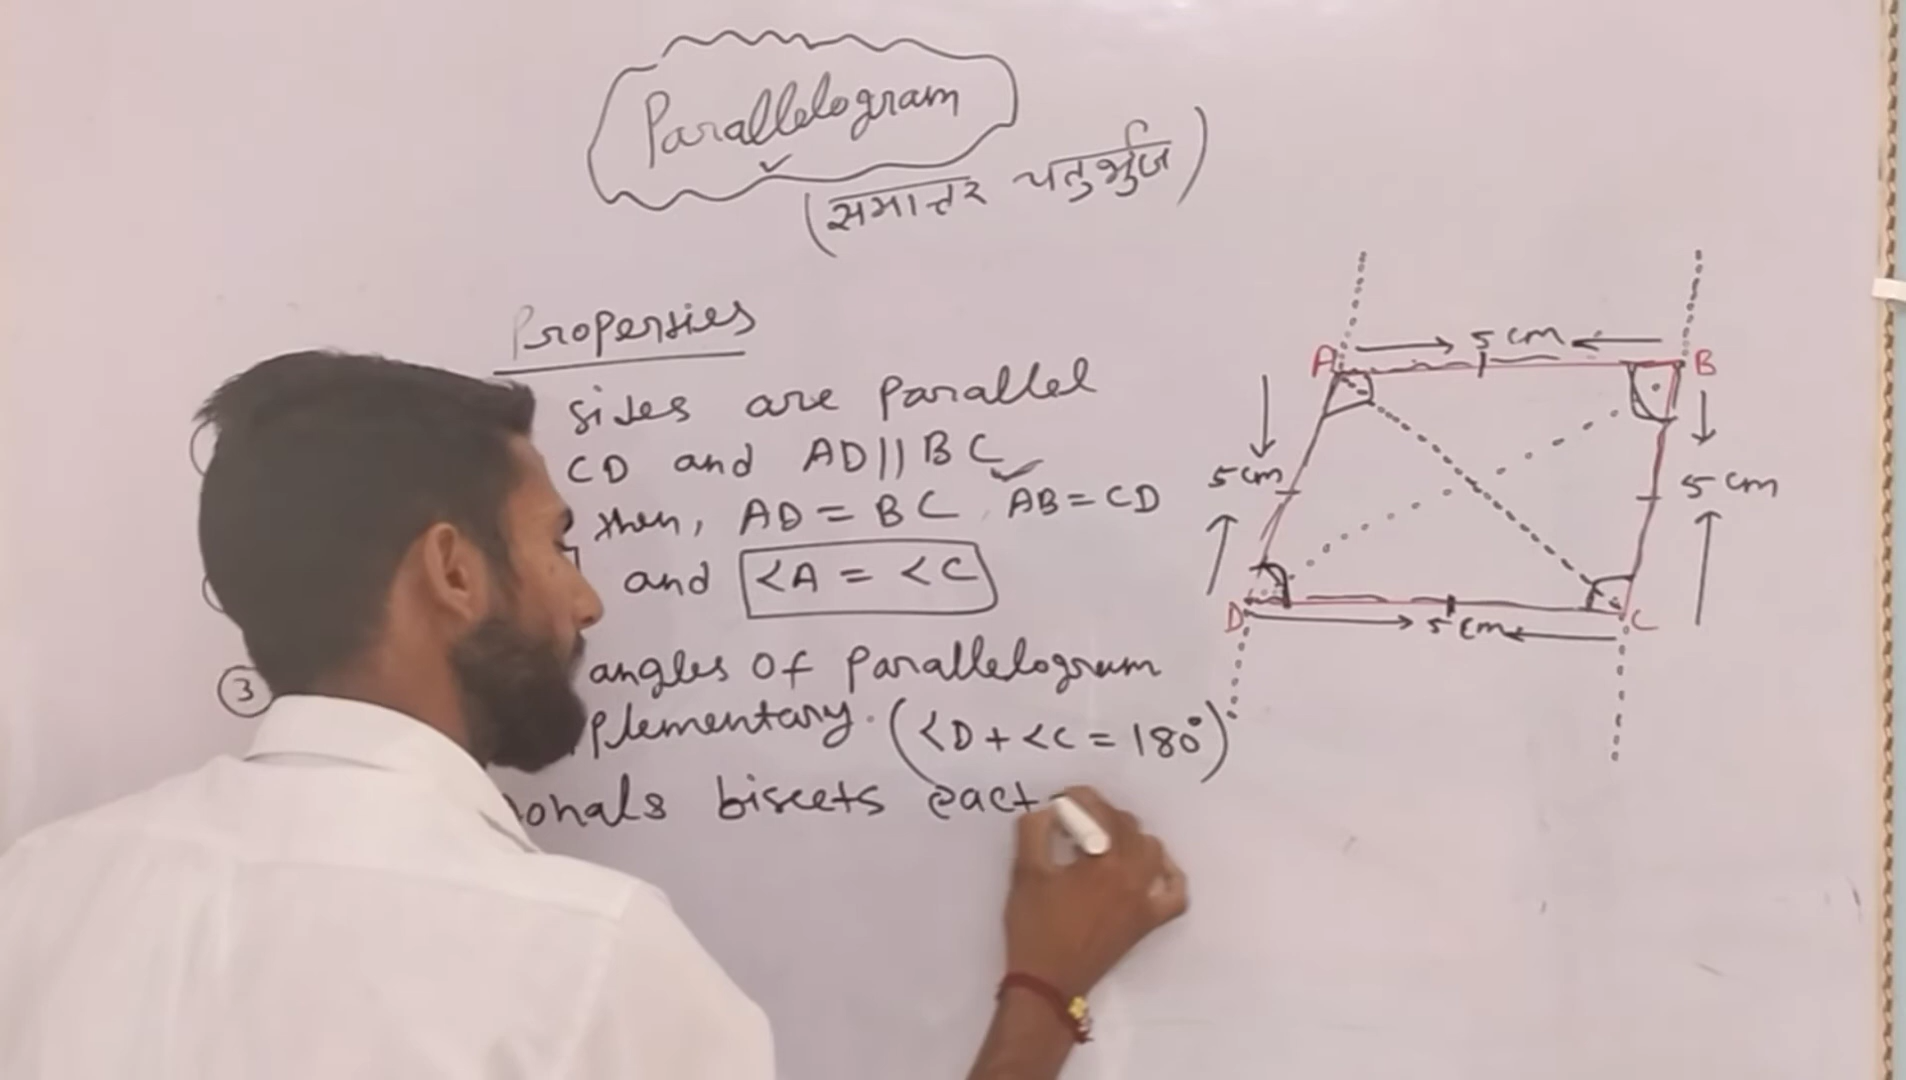 Parallelogram
(समान्तर चतुर्भुज)
Properties
sides are parallel
CD and AD||BC
then, AD = BC AB = CD
and <A = <C
3
angles of parallelogram
plementary. (<D + <C = 180°)
onals bisects each
A
5 cm
B
5 cm
5 cm
D
5 cm
C